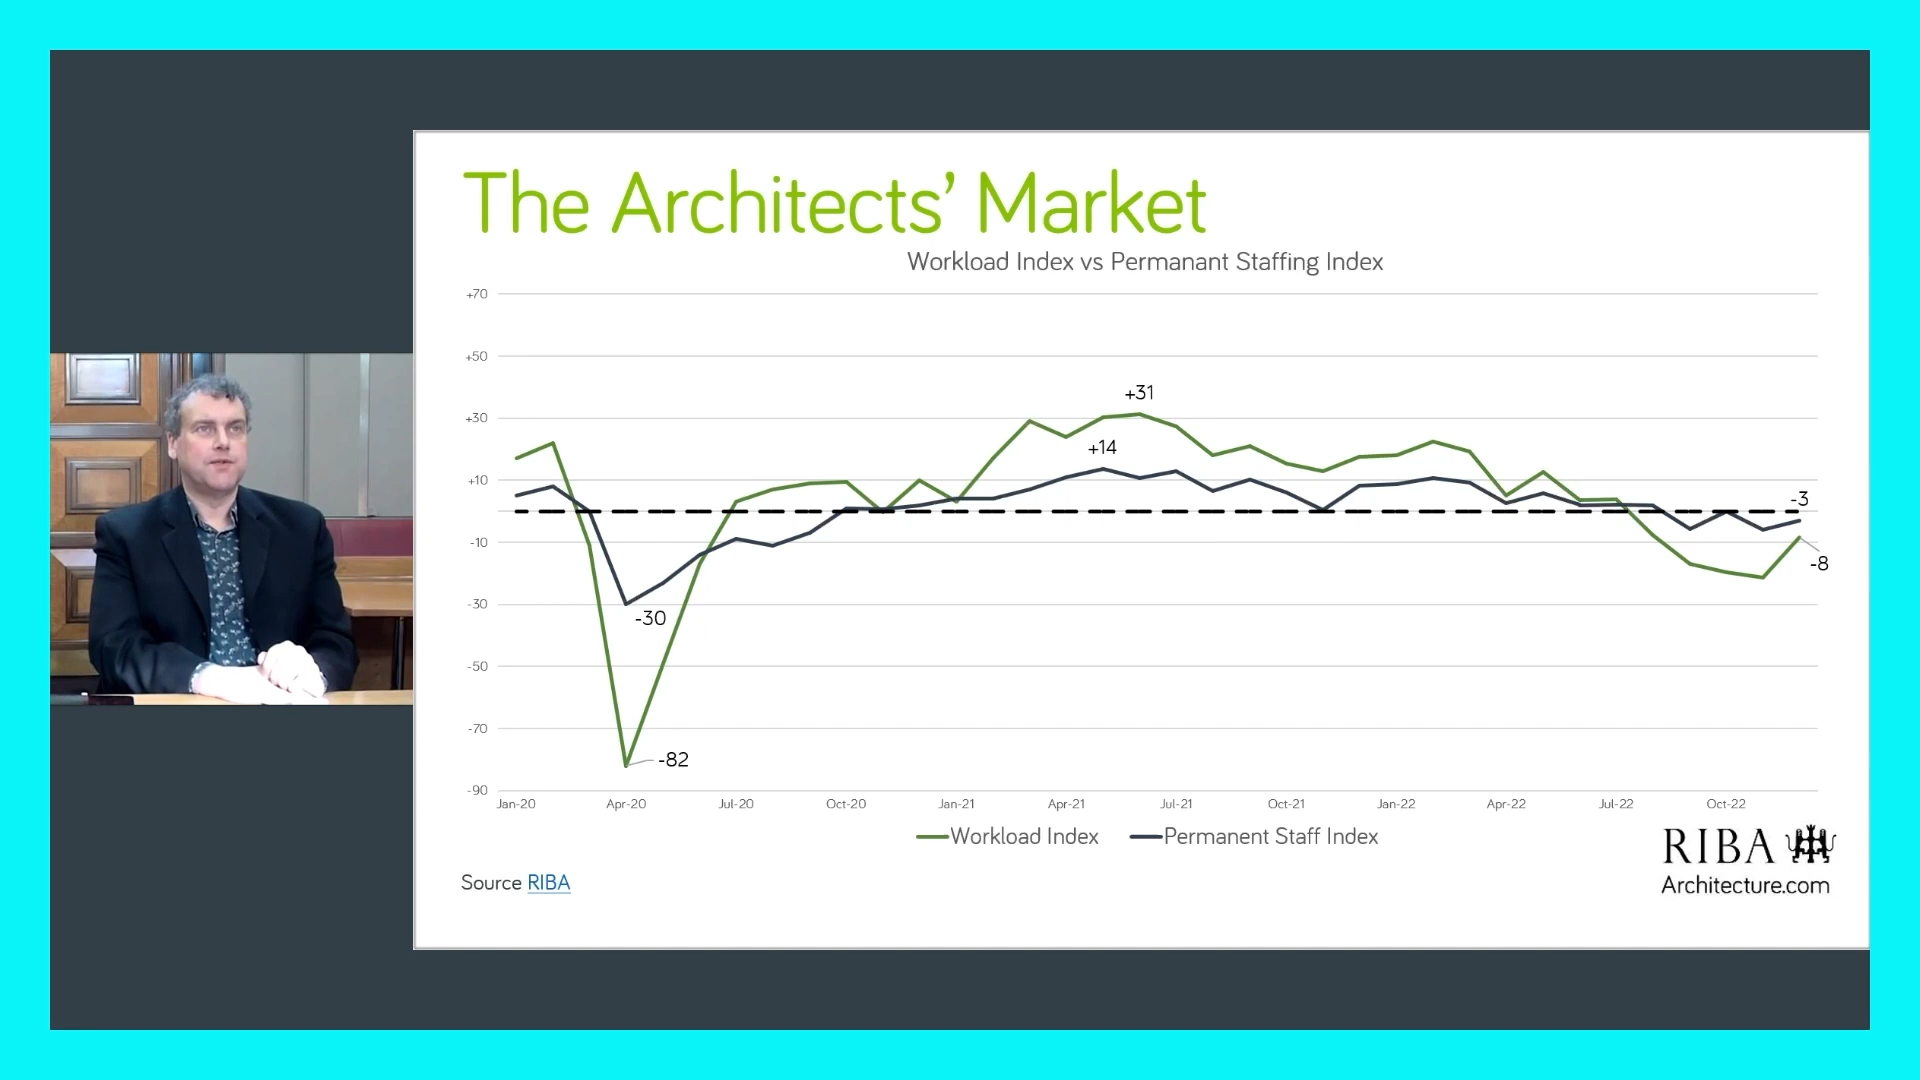 The Architects’ Market
Workload Index vs Permanant Staffing Index
+70
+50
+30
+10
-10
-30
-50
-70
-90
+31
+14
-3
-8
-30
-82
Jan-20 Apr-20 Jul-20 Oct-20 Jan-21 Apr-21 Jul-21 Oct-21 Jan-22 Apr-22 Jul-22 Oct-22
Workload Index Permanent Staff Index
Source RIBA
RIBA
Architecture.com